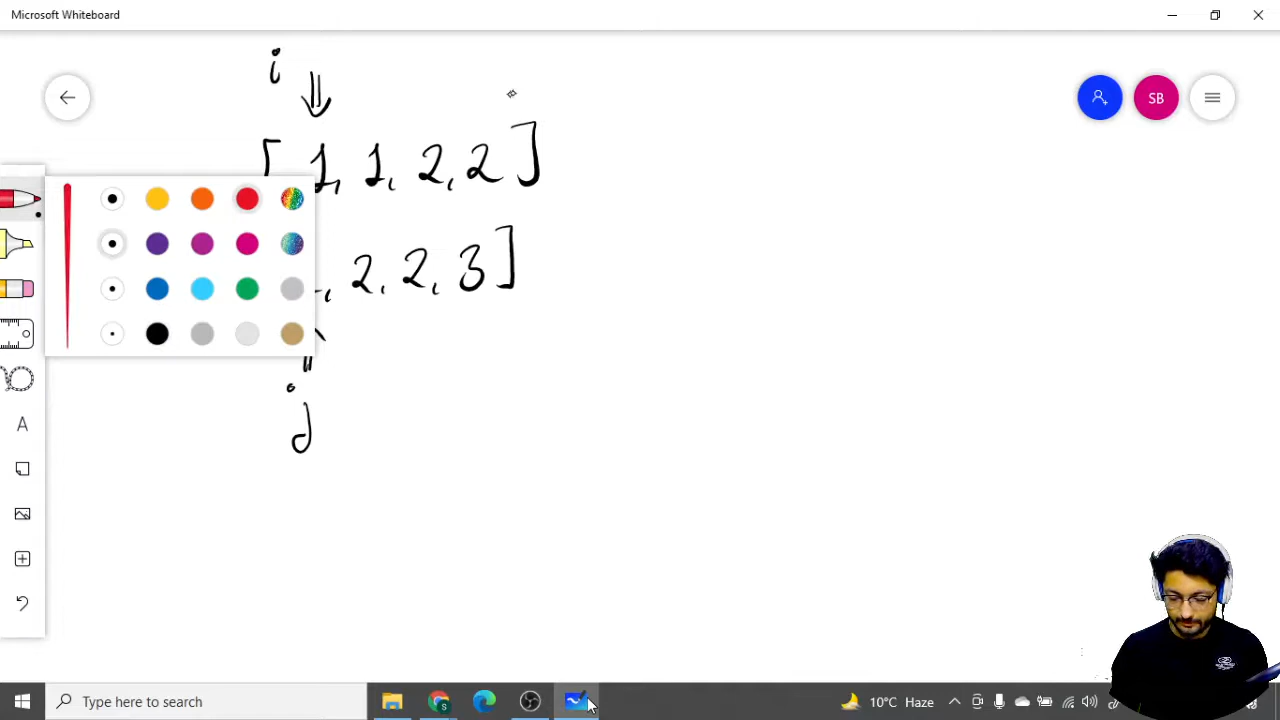 Microsoft Whiteboard
i
SB
[ 1, 1, 2, 2 ]
, 2, 2, 3 ]
j
A
Type here to search
10°C Haze